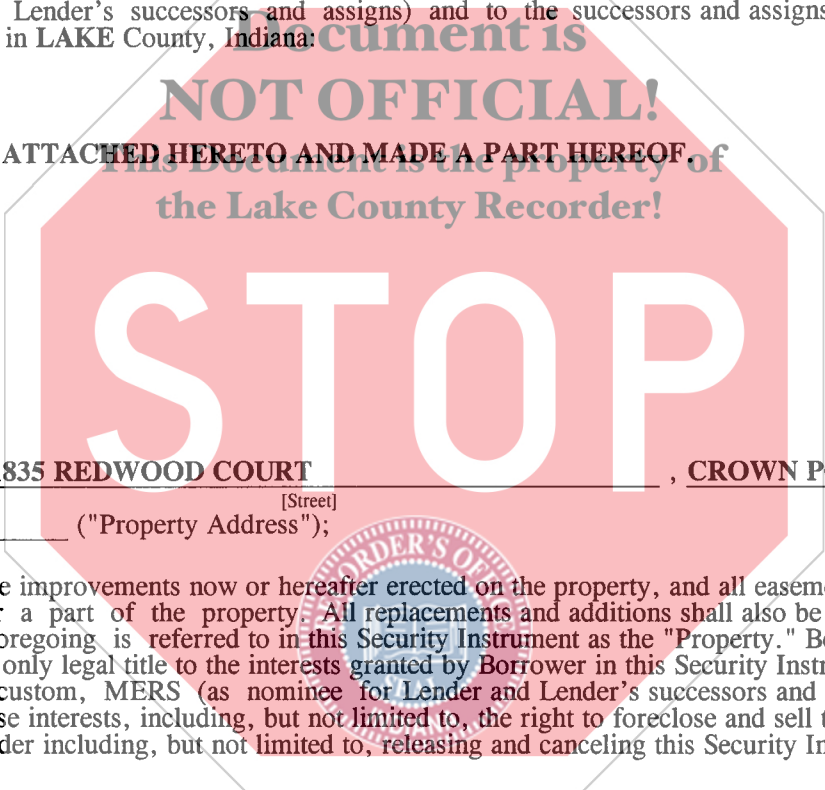 Lender's successors and assigns) and to the successors and assigns
in LAKE County, Indiana:
Document is
NOT OFFICIAL!
ATTACHED HERETO AND MADE A PART HEREOF.
This Document is the property of
the Lake County Recorder!
STOP
835 REDWOOD COURT , CROWN P
[Street]
("Property Address");
RECORDER'S OF
e improvements now or hereafter erected on the property, and all easem
r a part of the property. All replacements and additions shall also be
oregoing is referred to in this Security Instrument as the "Property." B
only legal title to the interests granted by Borrower in this Security Instr
custom, MERS (as nominee for Lender and Lender's successors and
se interests, including, but not limited to, the right to foreclose and sell t
der including, but not limited to, releasing and canceling this Security In
SEAL